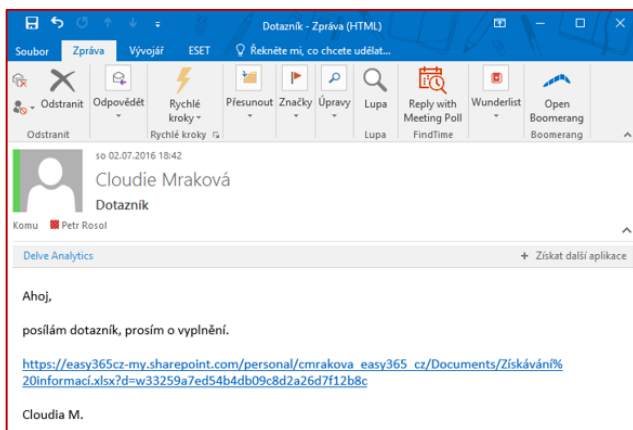 Dotazník - Zpráva (HTML)
Soubor Zpráva Vývojář ESET Řekněte mi, co chcete udělat...
Odstranit Odpovědět Rychlé kroky Přesunout Značky Úpravy Lupa Reply with Meeting Poll Wunderlist Open Boomerang
Odstranit Rychlé kroky Lupa FindTime Boomerang
so 02.07.2016 18:42
Cloudie Mraková
Dotazník
Komu Petr Rosol
Delve Analytics + Získat další aplikace
Ahoj,
posílám dotazník, prosím o vyplnění.
https://easy365cz-my.sharepoint.com/personal/cmrakova_easy365_cz/Documents/Získávání%
20informací.xlsx?d=w33259a7ed54b4db09c8d2a26d7f12b8c
Cloudia M.